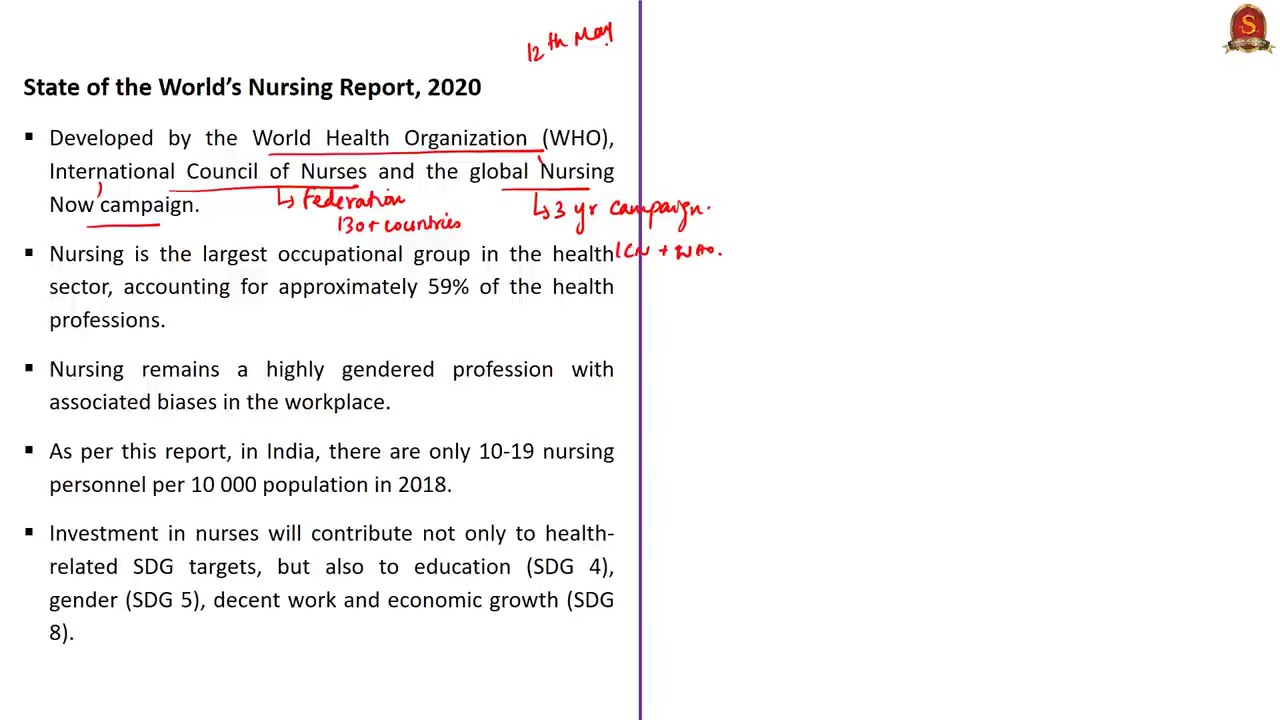 12th May
State of the World's Nursing Report, 2020
▪ Developed by the World Health Organization (WHO),
International Council of Nurses and the global 'Nursing
Now' campaign.
↳ Federation
130+ countries
↳ 3 yr campaign.
ICN + WHO.
▪ Nursing is the largest occupational group in the health
sector, accounting for approximately 59% of the health
professions.
▪ Nursing remains a highly gendered profession with
associated biases in the workplace.
▪ As per this report, in India, there are only 10-19 nursing
personnel per 10 000 population in 2018.
▪ Investment in nurses will contribute not only to health-
related SDG targets, but also to education (SDG 4),
gender (SDG 5), decent work and economic growth (SDG
8).
S